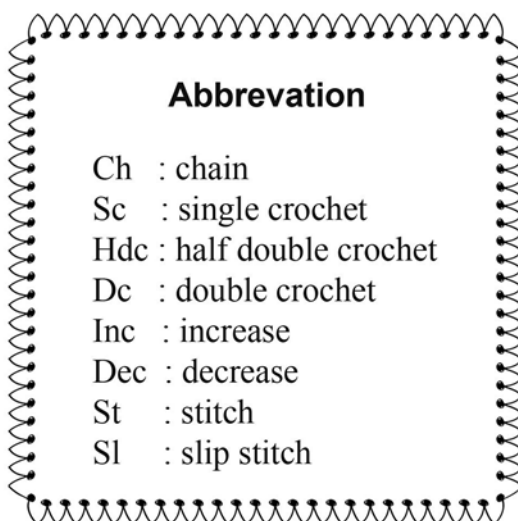 Abbrevation
Ch : chain
Sc : single crochet
Hdc : half double crochet
Dc : double crochet
Inc : increase
Dec : decrease
St : stitch
Sl : slip stitch